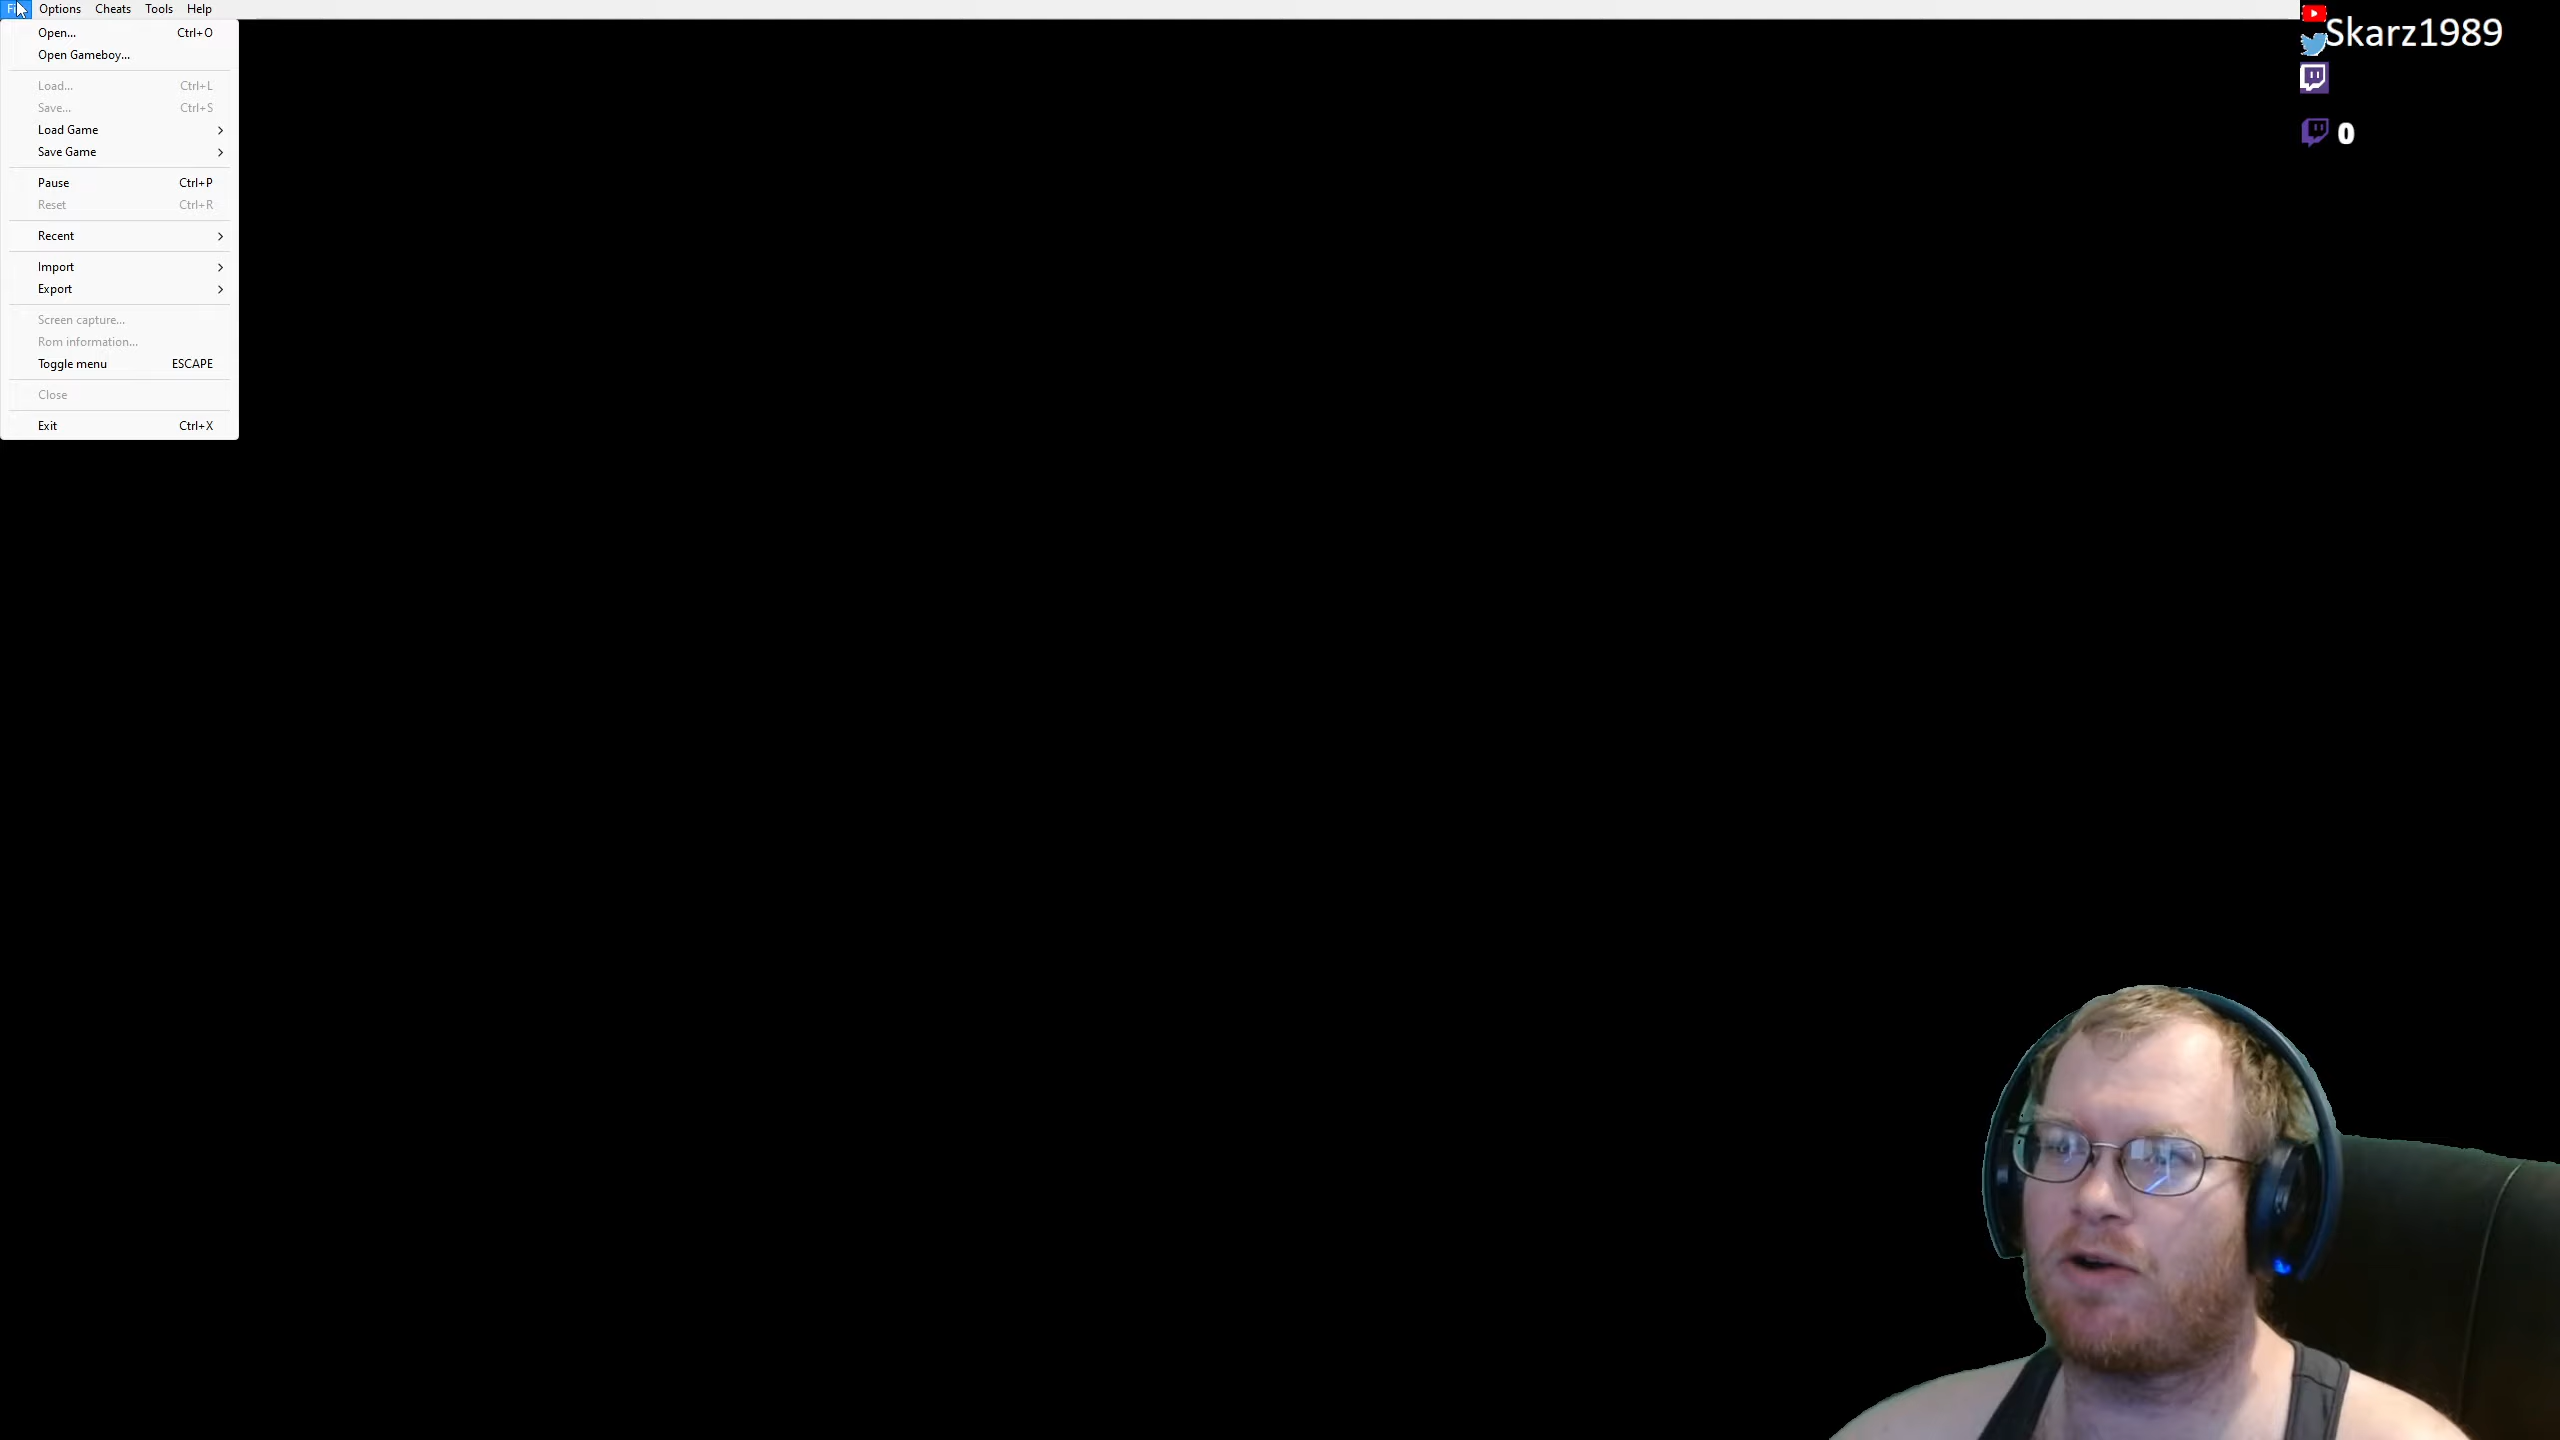 Options Cheats Tools Help
Open... Ctrl+O
Open Gameboy...
Load... Ctrl+L
Save... Ctrl+S
Load Game
Save Game
Pause Ctrl+P
Reset Ctrl+R
Recent
Import
Export
Screen capture...
Rom information...
Toggle menu ESCAPE
Close
Exit Ctrl+X
Skarz1989
0